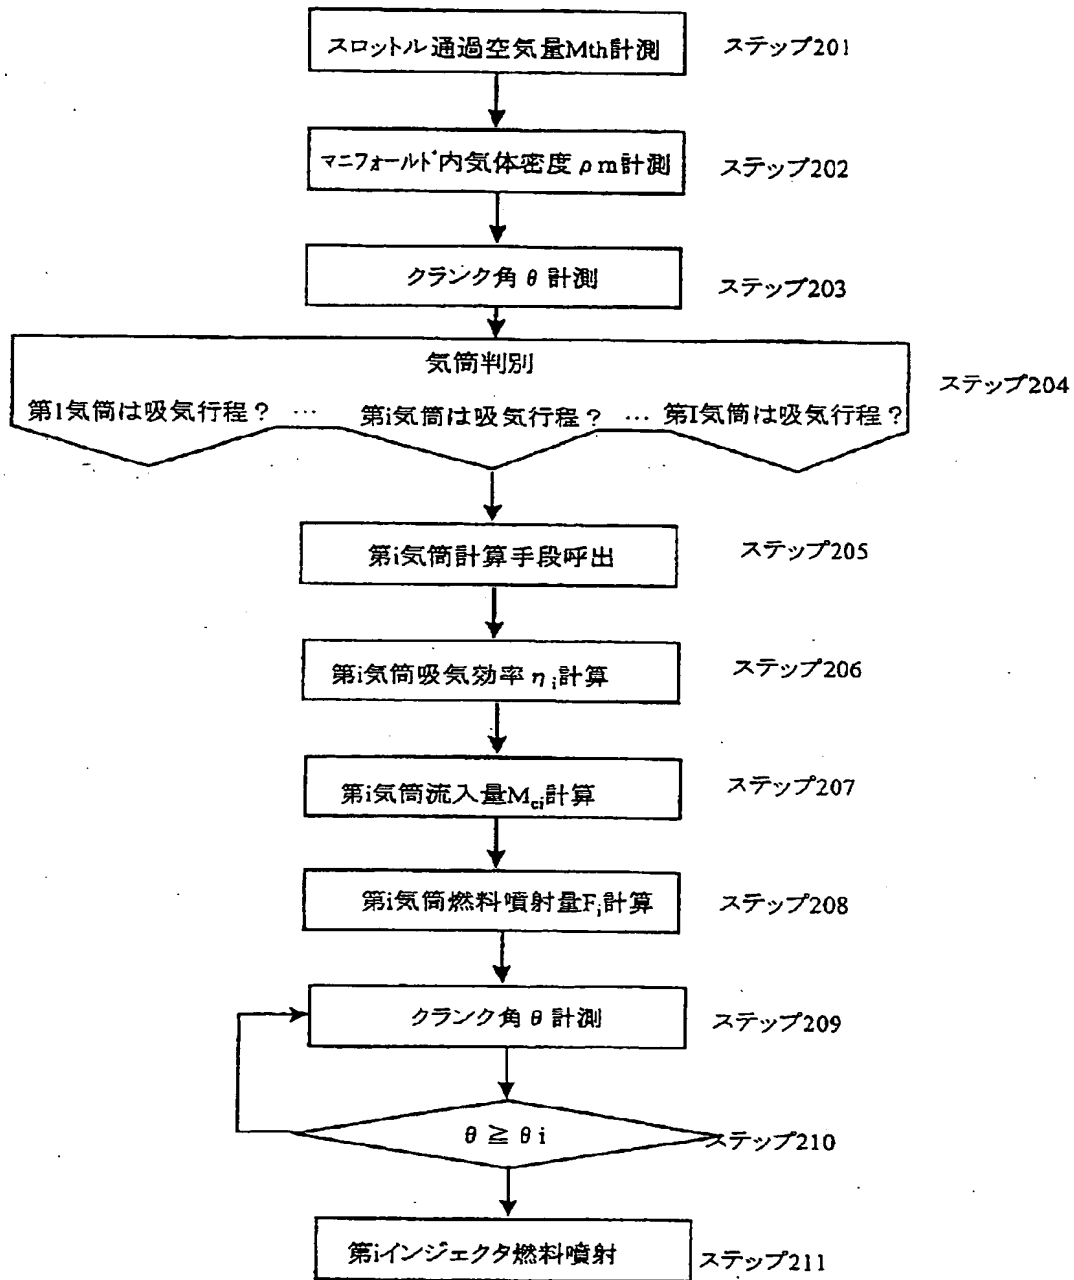 スロットル通過空気量Mth計測
ステップ201
マニフォールド内気体密度ρm計測
ステップ202
クランク角θ計測
ステップ203
気筒判別
ステップ204
第1気筒は吸気行程? … 第i気筒は吸気行程? … 第I気筒は吸気行程?
第i気筒計算手段呼出
ステップ205
第i気筒吸気効率ηi計算
ステップ206
第i気筒流入量Mci計算
ステップ207
第i気筒燃料噴射量Fi計算
ステップ208
クランク角θ計測
ステップ209
θ≧θi
ステップ210
第iインジェクタ燃料噴射
ステップ211